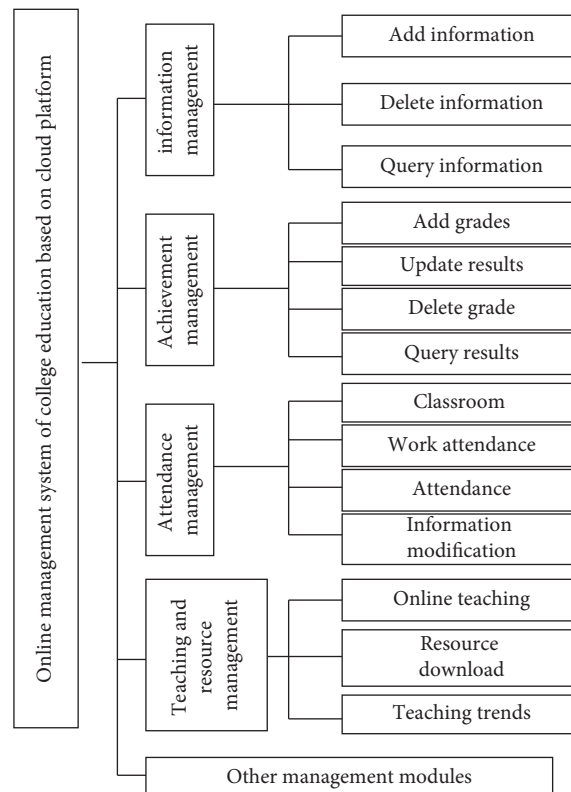 Online management system of college education based on cloud platform
information
management
Add information
Delete information
Query information
Achievement
management
Add grades
Update results
Delete grade
Query results
Attendance
management
Classroom
Work attendance
Attendance
Information
modification
Teaching and
resource
management
Online teaching
Resource
download
Teaching trends
Other management modules